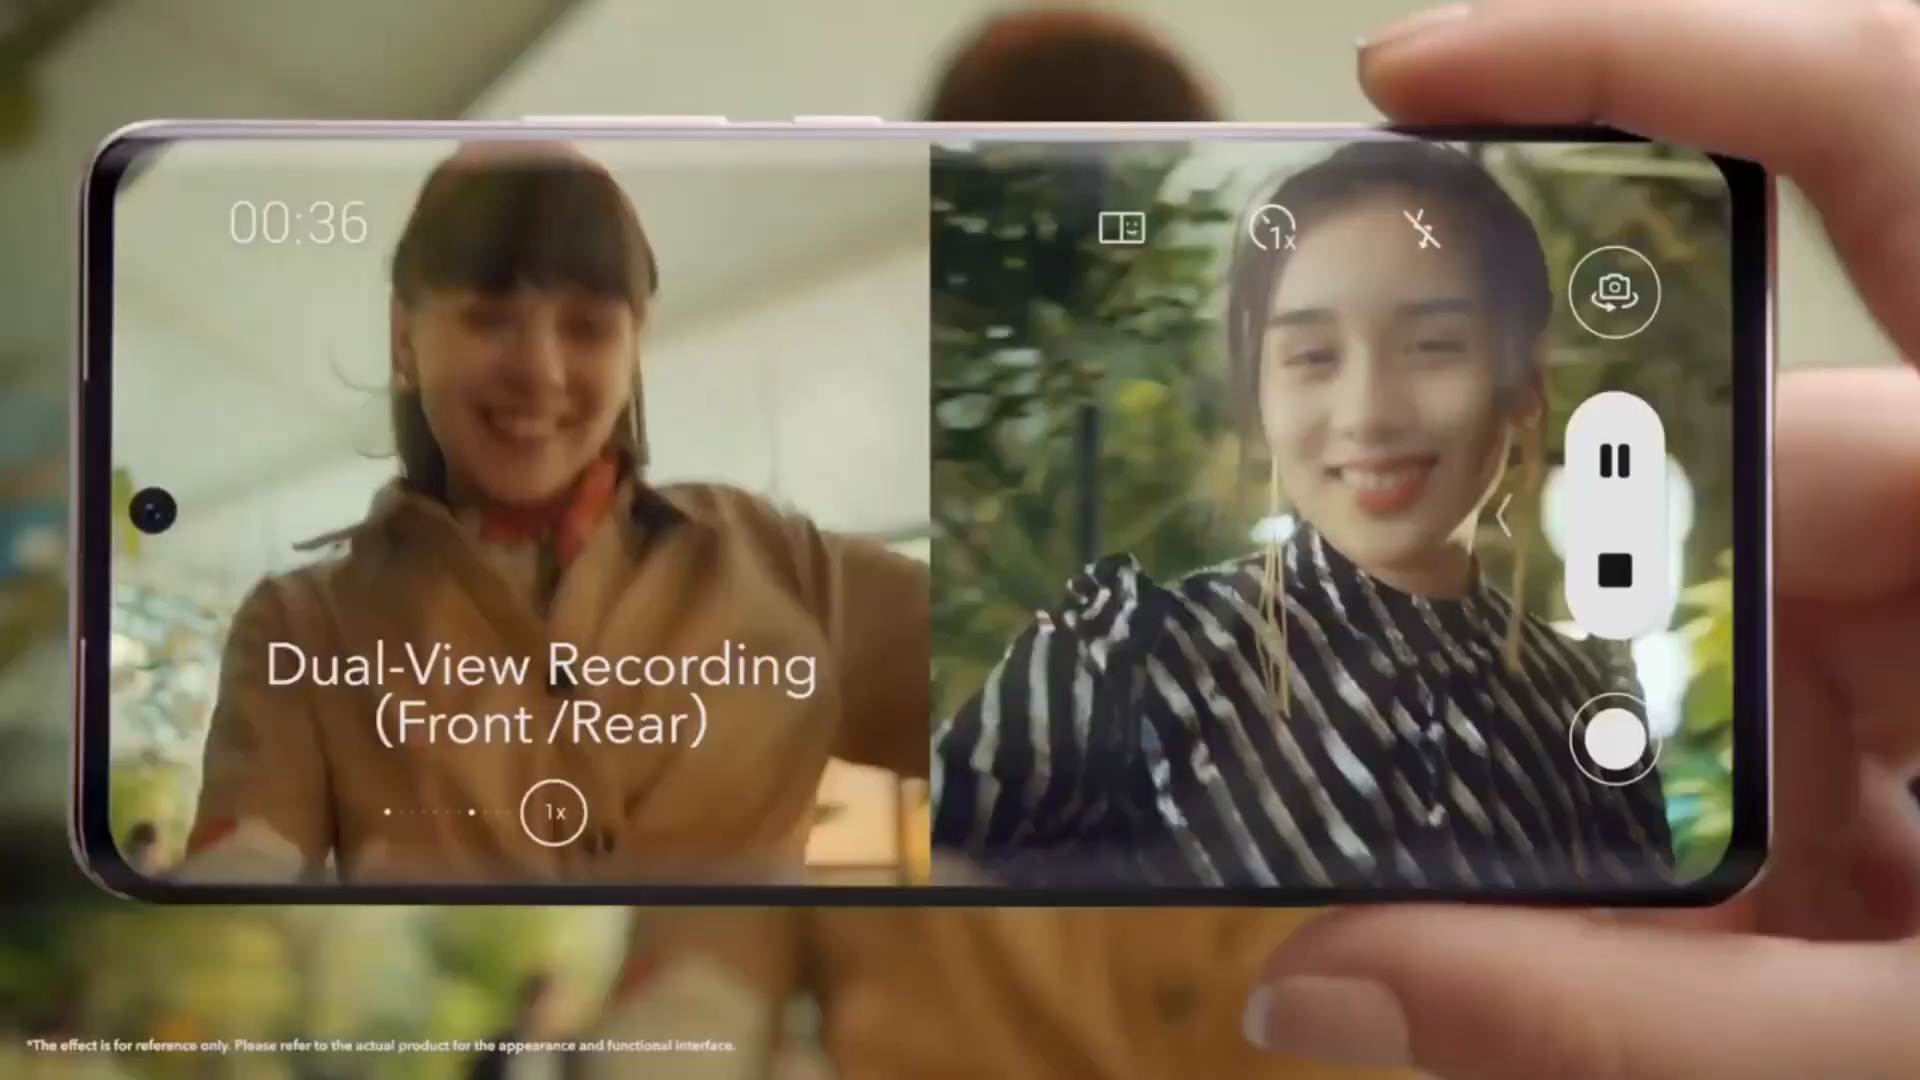 00:36
1x
Dual-View Recording
(Front /Rear)
1x
*The effect is for reference only. Please refer to the actual product for the appearance and functional interface.